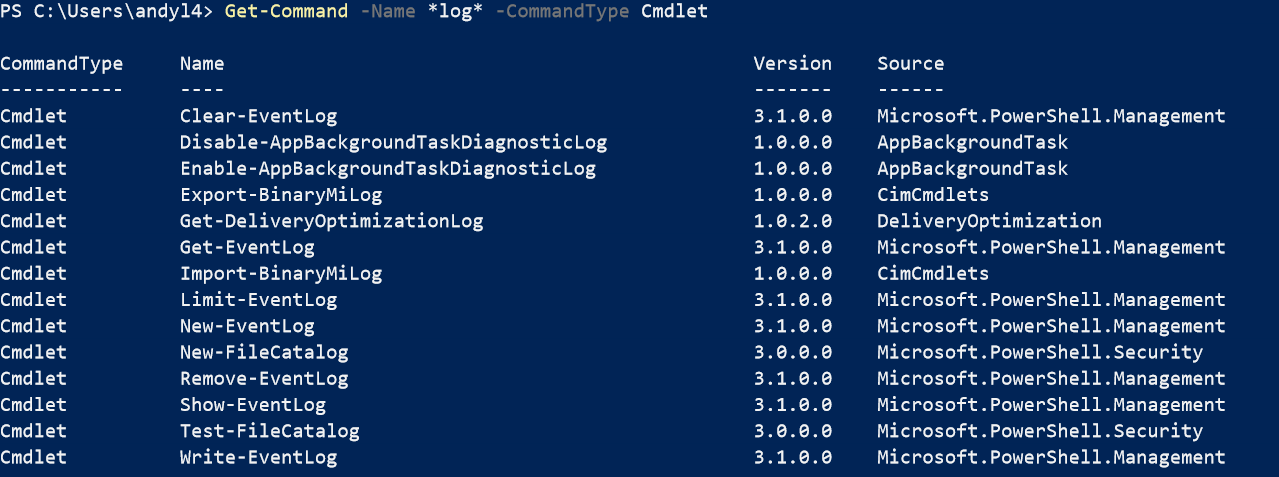 PS C:\Users\andyl4> Get-Command -Name *log* -CommandType Cmdlet
CommandType Name Version Source
----------- ---- ------- ------
Cmdlet Clear-EventLog 3.1.0.0 Microsoft.PowerShell.Management
Cmdlet Disable-AppBackgroundTaskDiagnosticLog 1.0.0.0 AppBackgroundTask
Cmdlet Enable-AppBackgroundTaskDiagnosticLog 1.0.0.0 AppBackgroundTask
Cmdlet Export-BinaryMiLog 1.0.0.0 CimCmdlets
Cmdlet Get-DeliveryOptimizationLog 1.0.2.0 DeliveryOptimization
Cmdlet Get-EventLog 3.1.0.0 Microsoft.PowerShell.Management
Cmdlet Import-BinaryMiLog 1.0.0.0 CimCmdlets
Cmdlet Limit-EventLog 3.1.0.0 Microsoft.PowerShell.Management
Cmdlet New-EventLog 3.1.0.0 Microsoft.PowerShell.Management
Cmdlet New-FileCatalog 3.0.0.0 Microsoft.PowerShell.Security
Cmdlet Remove-EventLog 3.1.0.0 Microsoft.PowerShell.Management
Cmdlet Show-EventLog 3.1.0.0 Microsoft.PowerShell.Management
Cmdlet Test-FileCatalog 3.0.0.0 Microsoft.PowerShell.Security
Cmdlet Write-EventLog 3.1.0.0 Microsoft.PowerShell.Management